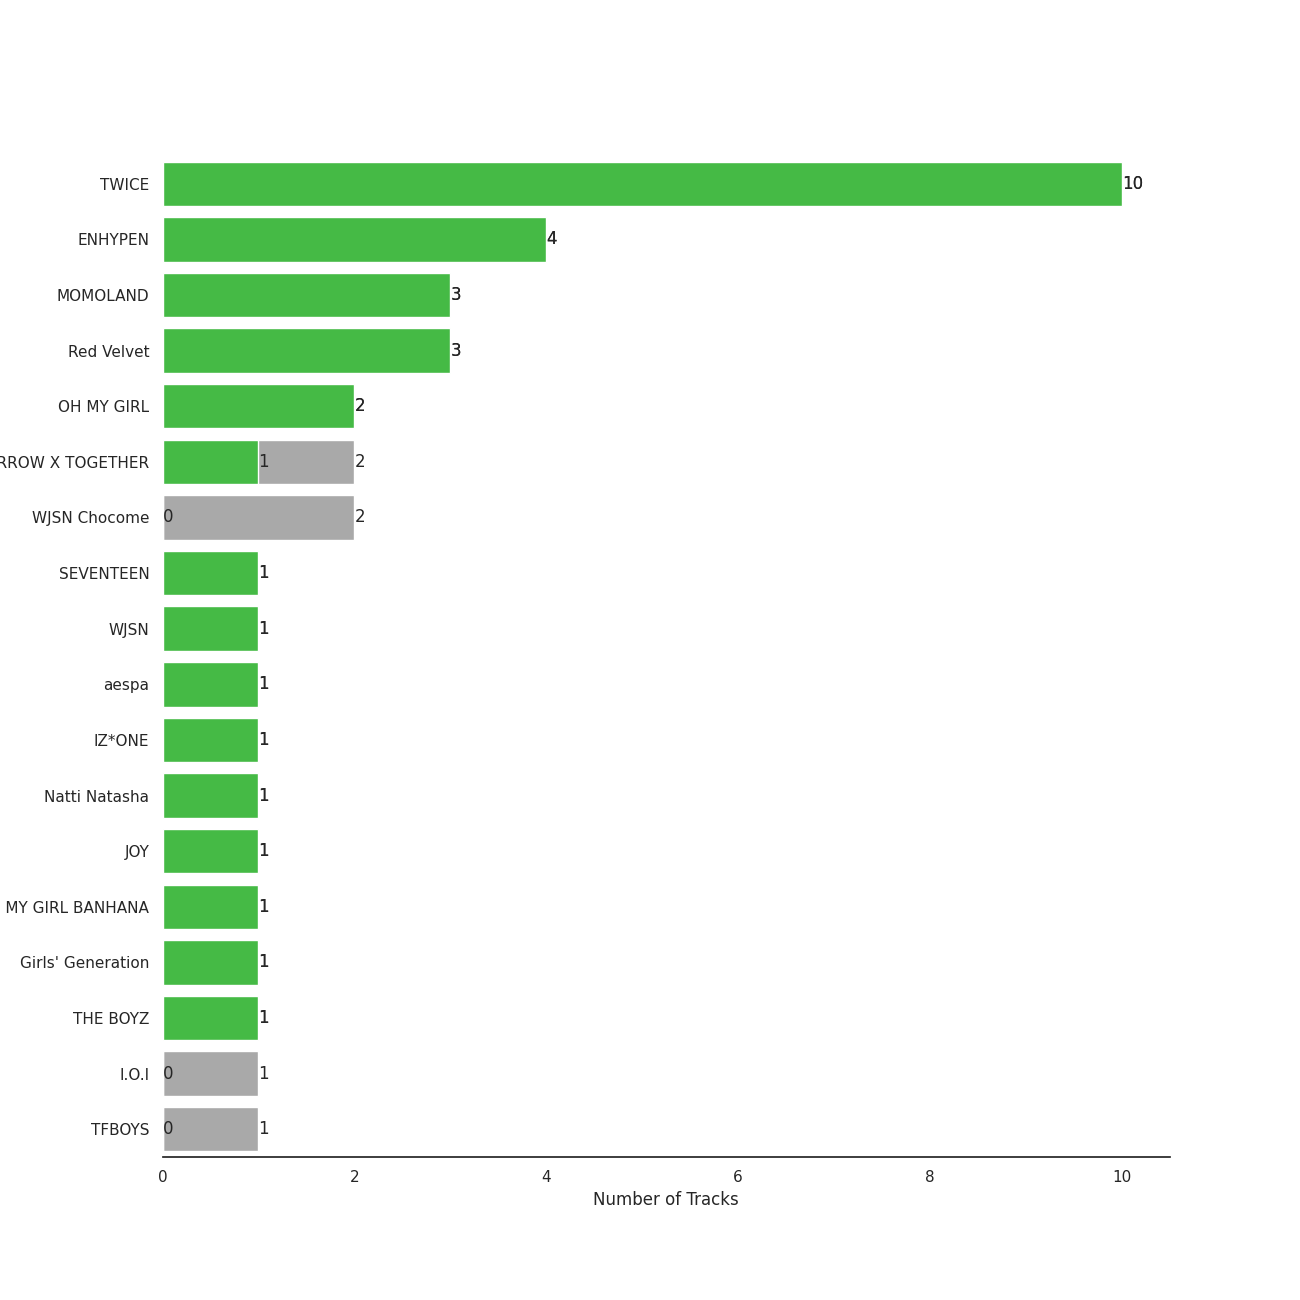 TWICE 10
ENHYPEN 4
MOMOLAND 3
Red Velvet 3
OH MY GIRL 2
RROW X TOGETHER 1 2
WJSN Chocome 0 2
SEVENTEEN 1
WJSN 1
aespa 1
IZ*ONE 1
Natti Natasha 1
JOY 1
MY GIRL BANHANA 1
Girls' Generation 1
THE BOYZ 1
I.O.I 0 1
TFBOYS 0 1
0 2 4 6 8 10
Number of Tracks